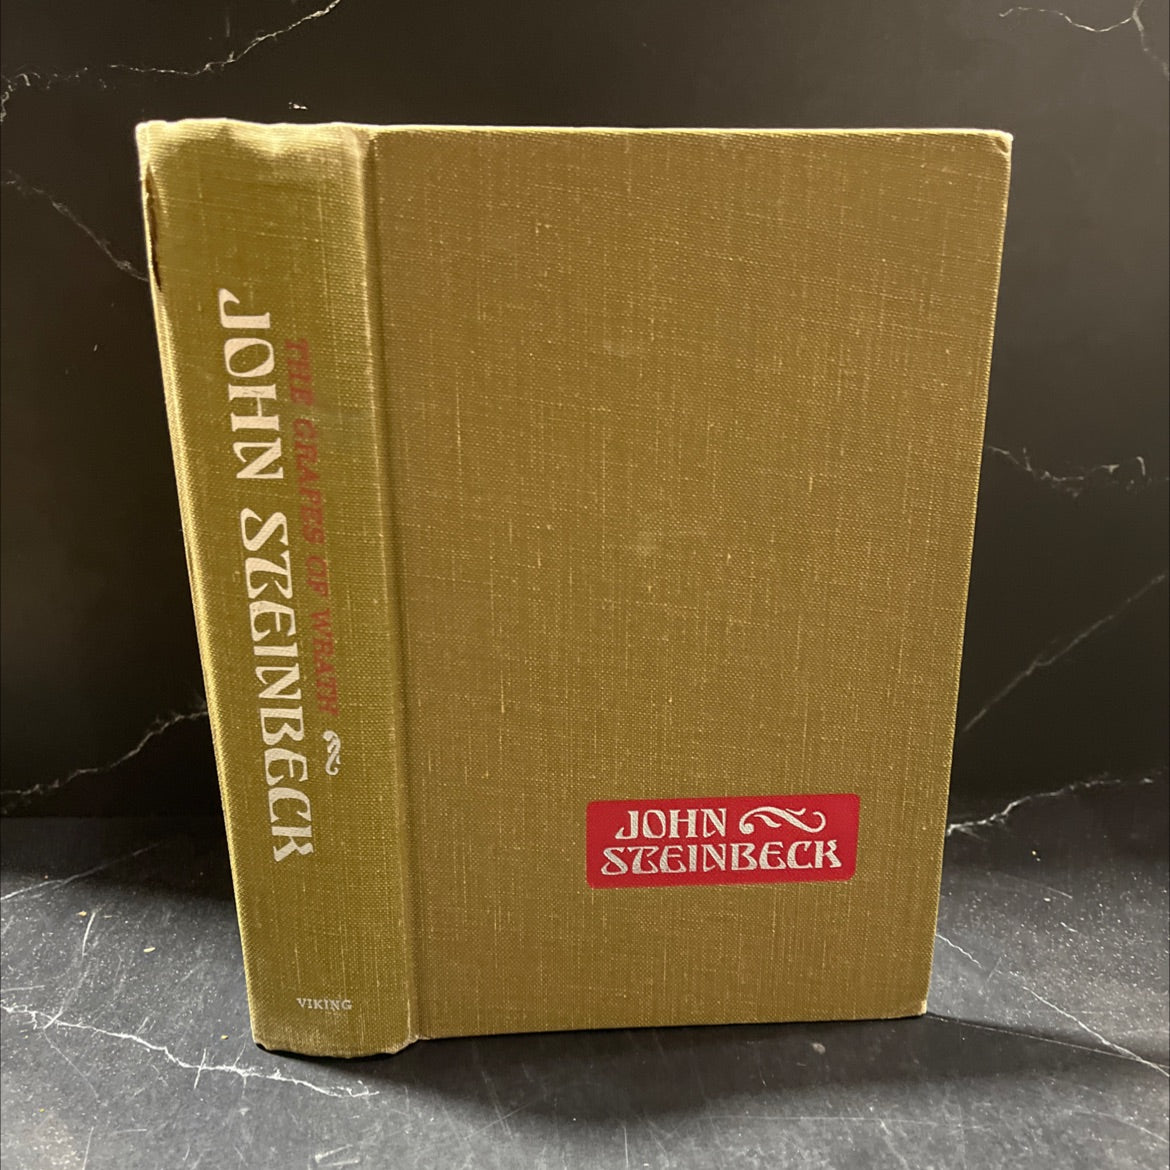 JOHN STEINBECK
THE GRAPES OF WRATH
VIKING
JOHN
STEINBECK